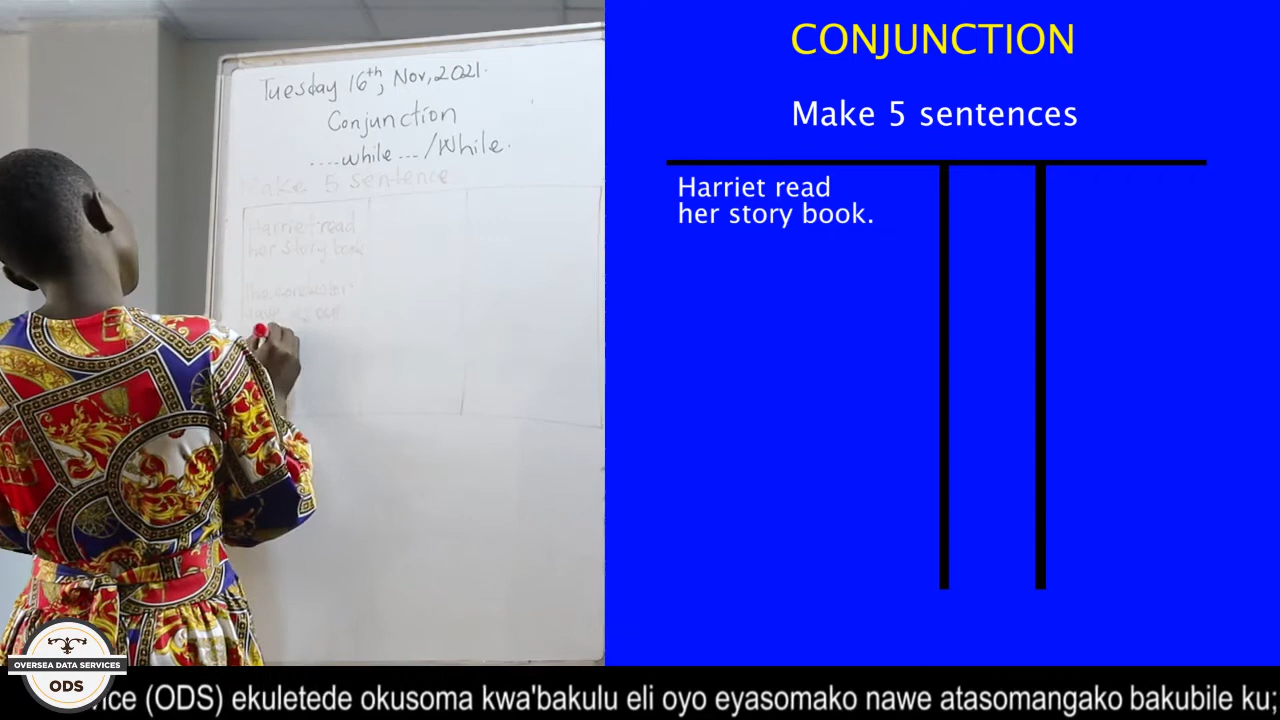 Tuesday 16th, Nov, 2021.
Conjunction
....while.../While.
Make 5 sentence
Harriet read
her story book
CONJUNCTION
Make 5 sentences
Harriet read
her story book.
OVERSEA DATA SERVICES
ODS
(ODS) ekuletede okusoma kwa'bakulu eli oyo eyasomako nawe atasomangako bakubile ku;